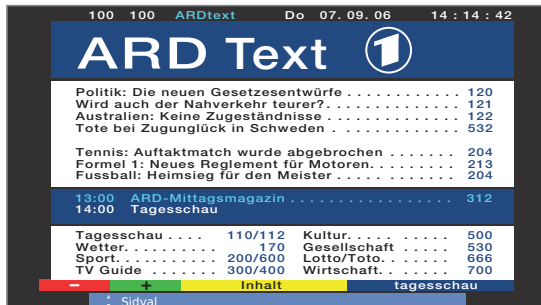 100 100 ARDtext Do 07. 09. 06 14 : 14 : 42
ARD Text 1
Politik: Die neuen Gesetzesentwürfe . . . . . . . . . . . . 120
Wird auch der Nahverkehr teurer?. . . . . . . . . . . . . . 121
Australien: Keine Zugeständnisse . . . . . . . . . . . . . 122
Tote bei Zugunglück in Schweden . . . . . . . . . . . . . 532
Tennis: Auftaktmatch wurde abgebrochen . . . . . . . 204
Formel 1: Neues Reglement für Motoren. . . . . . . . . 213
Fussball: Heimsieg für den Meister . . . . . . . . . . . . 204
13:00 ARD-Mittagsmagazin . . . . . . . . . . . . . . . . . . 312
14:00 Tagesschau
Tagesschau . . . . 110/112 Kultur. . . . . . . . . 500
Wetter. . . . . . . . . . 170 Gesellschaft . . . . . 530
Sport. . . . . . . . . 200/600 Lotto/Toto. . . . . . 666
TV Guide . . . . . . . 300/400 Wirtschaft. . . . . . 700
− + Inhalt tagesschau
Sidval